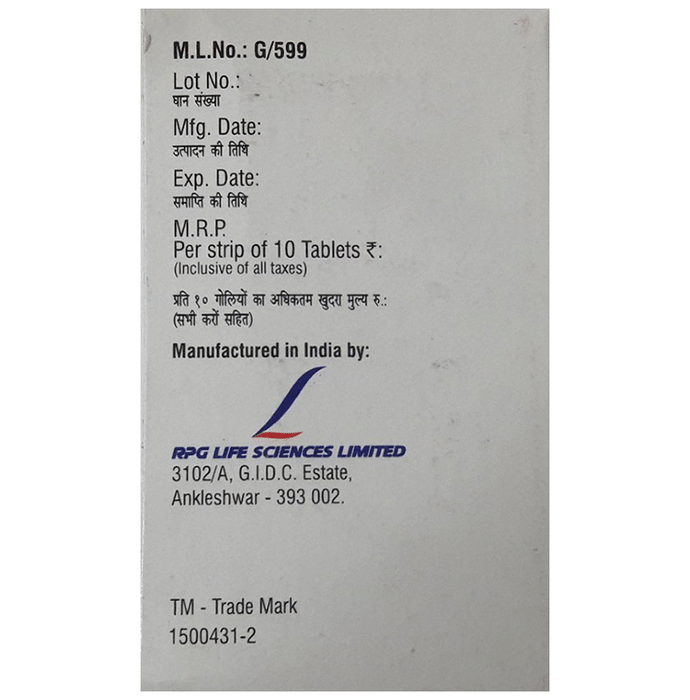 M.L.No.: G/599
Lot No.:
घान संख्या
Mfg. Date:
उत्पादन की तिथि
Exp. Date:
समाप्ति की तिथि
M.R.P.
Per strip of 10 Tablets ₹:
(Inclusive of all taxes)
प्रति १० गोलियों का अधिकतम खुदरा मुल्य रु.:
(सभी करों सहित)
Manufactured in India by:
RPG LIFE SCIENCES LIMITED
3102/A, G.I.D.C. Estate,
Ankleshwar - 393 002.
TM - Trade Mark
1500431-2